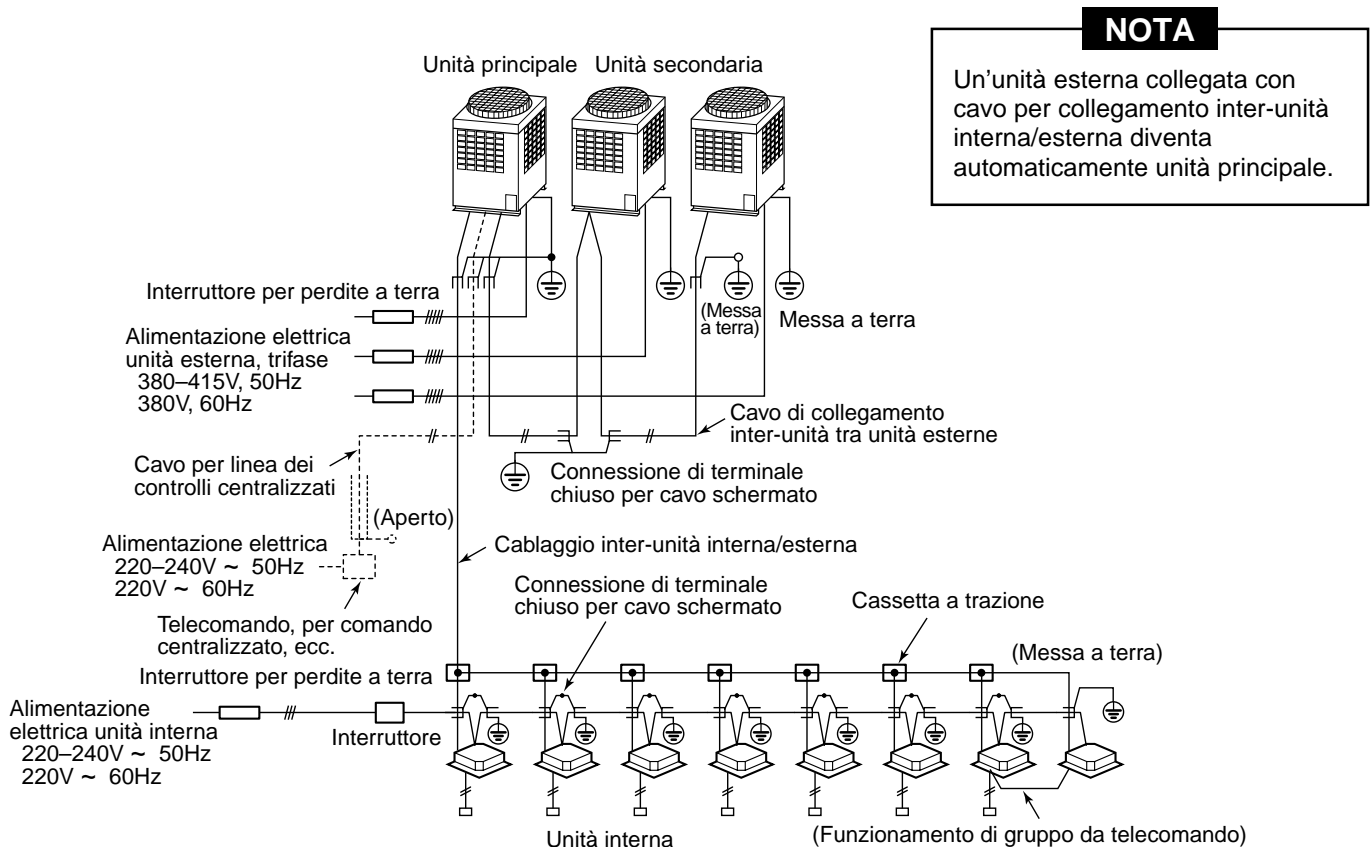 NOTA
Un'unità esterna collegata con
cavo per collegamento inter-unità
interna/esterna diventa
automaticamente unità principale.
Unità principale
Unità secondaria
Interruttore per perdite a terra
(Messa
a terra)
Messa a terra
Alimentazione elettrica
unità esterna, trifase
380–415V, 50Hz
380V, 60Hz
Cavo di collegamento
inter-unità tra unità esterne
Cavo per linea dei
controlli centralizzati
Connessione di terminale
chiuso per cavo schermato
(Aperto)
Alimentazione elettrica
220–240V ~ 50Hz
220V ~ 60Hz
Cablaggio inter-unità interna/esterna
Connessione di terminale
chiuso per cavo schermato
Cassetta a trazione
Telecomando, per comando
centralizzato, ecc.
(Messa a terra)
Interruttore per perdite a terra
Alimentazione
elettrica unità interna
220–240V ~ 50Hz
220V ~ 60Hz
Interruttore
Unità interna
(Funzionamento di gruppo da telecomando)